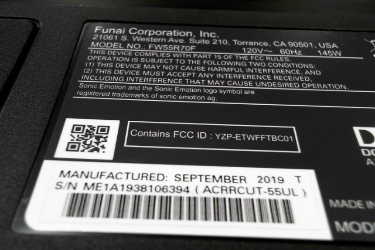 Funai Corporation, Inc.
21061 S. Western Ave. Suite 210, Torrance, CA 90501, USA
MODEL NO.: FW55R70F 120V~ 60Hz 145W
THIS DEVICE COMPLIES WITH PART 15 OF THE FCC RULES.
OPERATION IS SUBJECT TO THE FOLLOWING TWO CONDITIONS:
(1) THIS DEVICE MAY NOT CAUSE HARMFUL INTERFERENCE, AND
(2) THIS DEVICE MUST ACCEPT ANY INTERFERENCE RECEIVED,
INCLUDING INTERFERENCE THAT MAY CAUSE UNDESIRED OPERATION.
Sonic Emotion and the Sonic Emotion logo symbol are
registered trademarks of sonic emotion ag.
Contains FCC ID : YZP-ETWFFTBC01
MANUFACTURED: SEPTEMBER 2019 T
S/N ME1A1938106394 ( ACRRCUT-55UL )
MADE IN